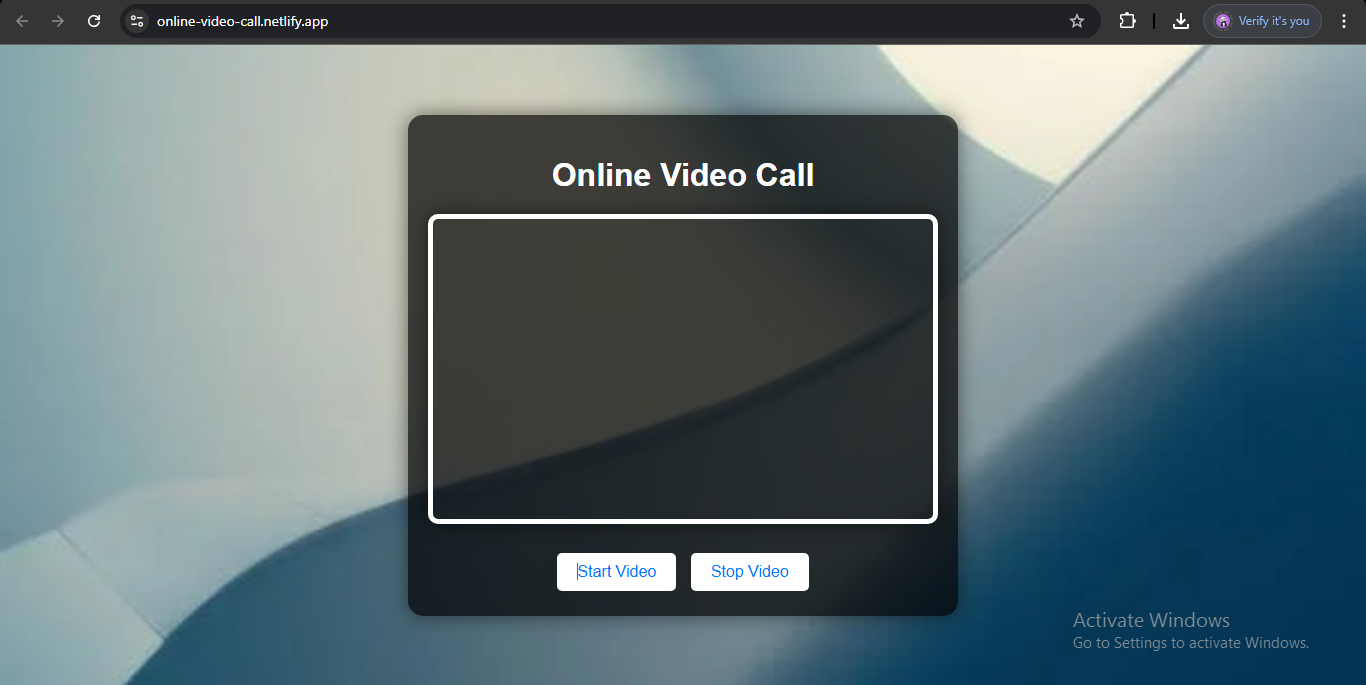 online-video-call.netlify.app
Verify it's you
Online Video Call
Start Video
Stop Video
Activate Windows
Go to Settings to activate Windows.